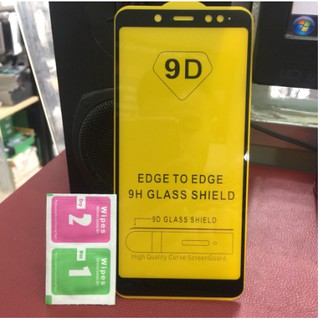 9D
EDGE TO EDGE
9H GLASS SHIELD
9D GLASS SHIELD
High Quality Curve ScreenGuard
Wipes
2
Wipes
1